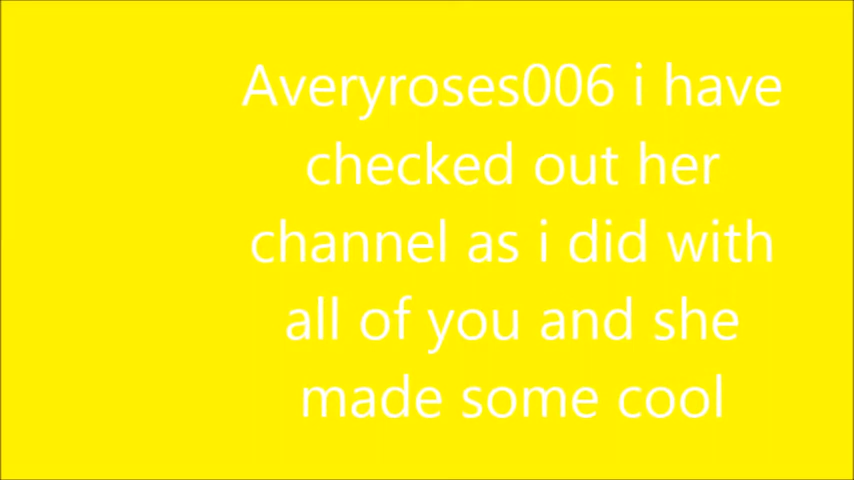 Averyroses006 i have
checked out her
channel as i did with
all of you and she
made some cool